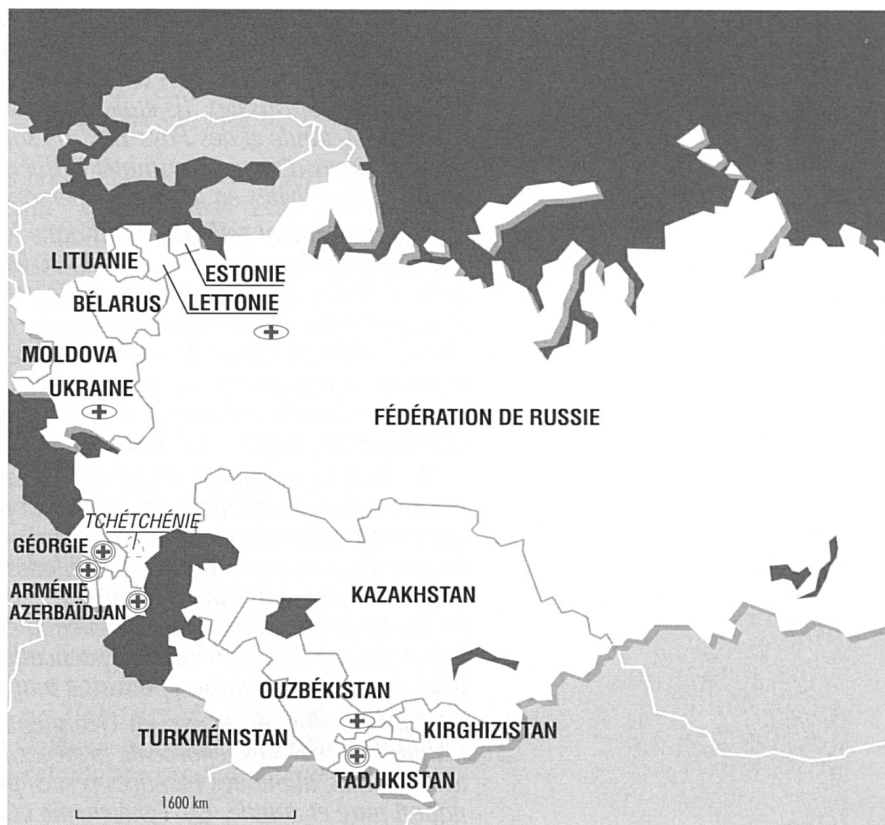 LITUANIE
ESTONIE
LETTONIE
BÉLARUS
MOLDOVA
UKRAINE
FÉDÉRATION DE RUSSIE
TCHÉTCHÉNIE
GÉORGIE
ARMÉNIE
AZERBAÏDJAN
KAZAKHSTAN
OUZBÉKISTAN
TURKMÉNISTAN
KIRGHIZISTAN
TADJIKISTAN
1600 km